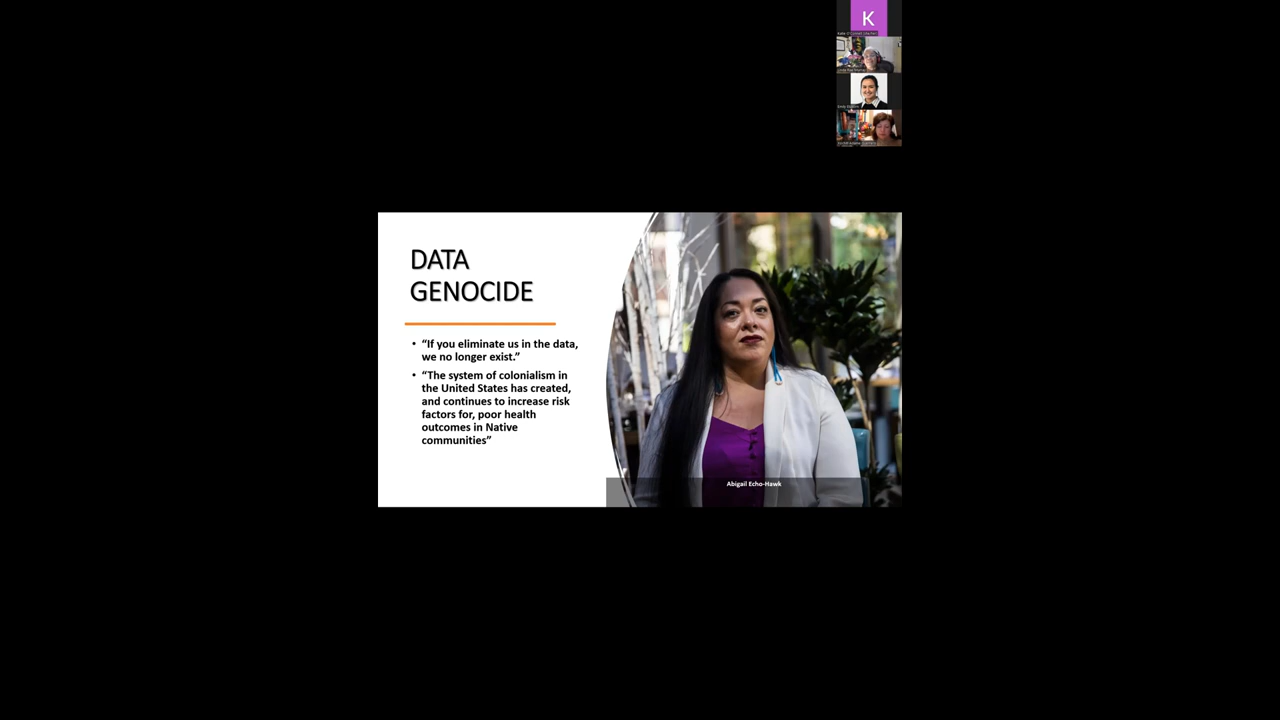 K
DATA
GENOCIDE
• “If you eliminate us in the data,
we no longer exist.”
• “The system of colonialism in
the United States has created,
and continues to increase risk
factors for, poor health
outcomes in Native
communities”
Abigail Echo-Hawk